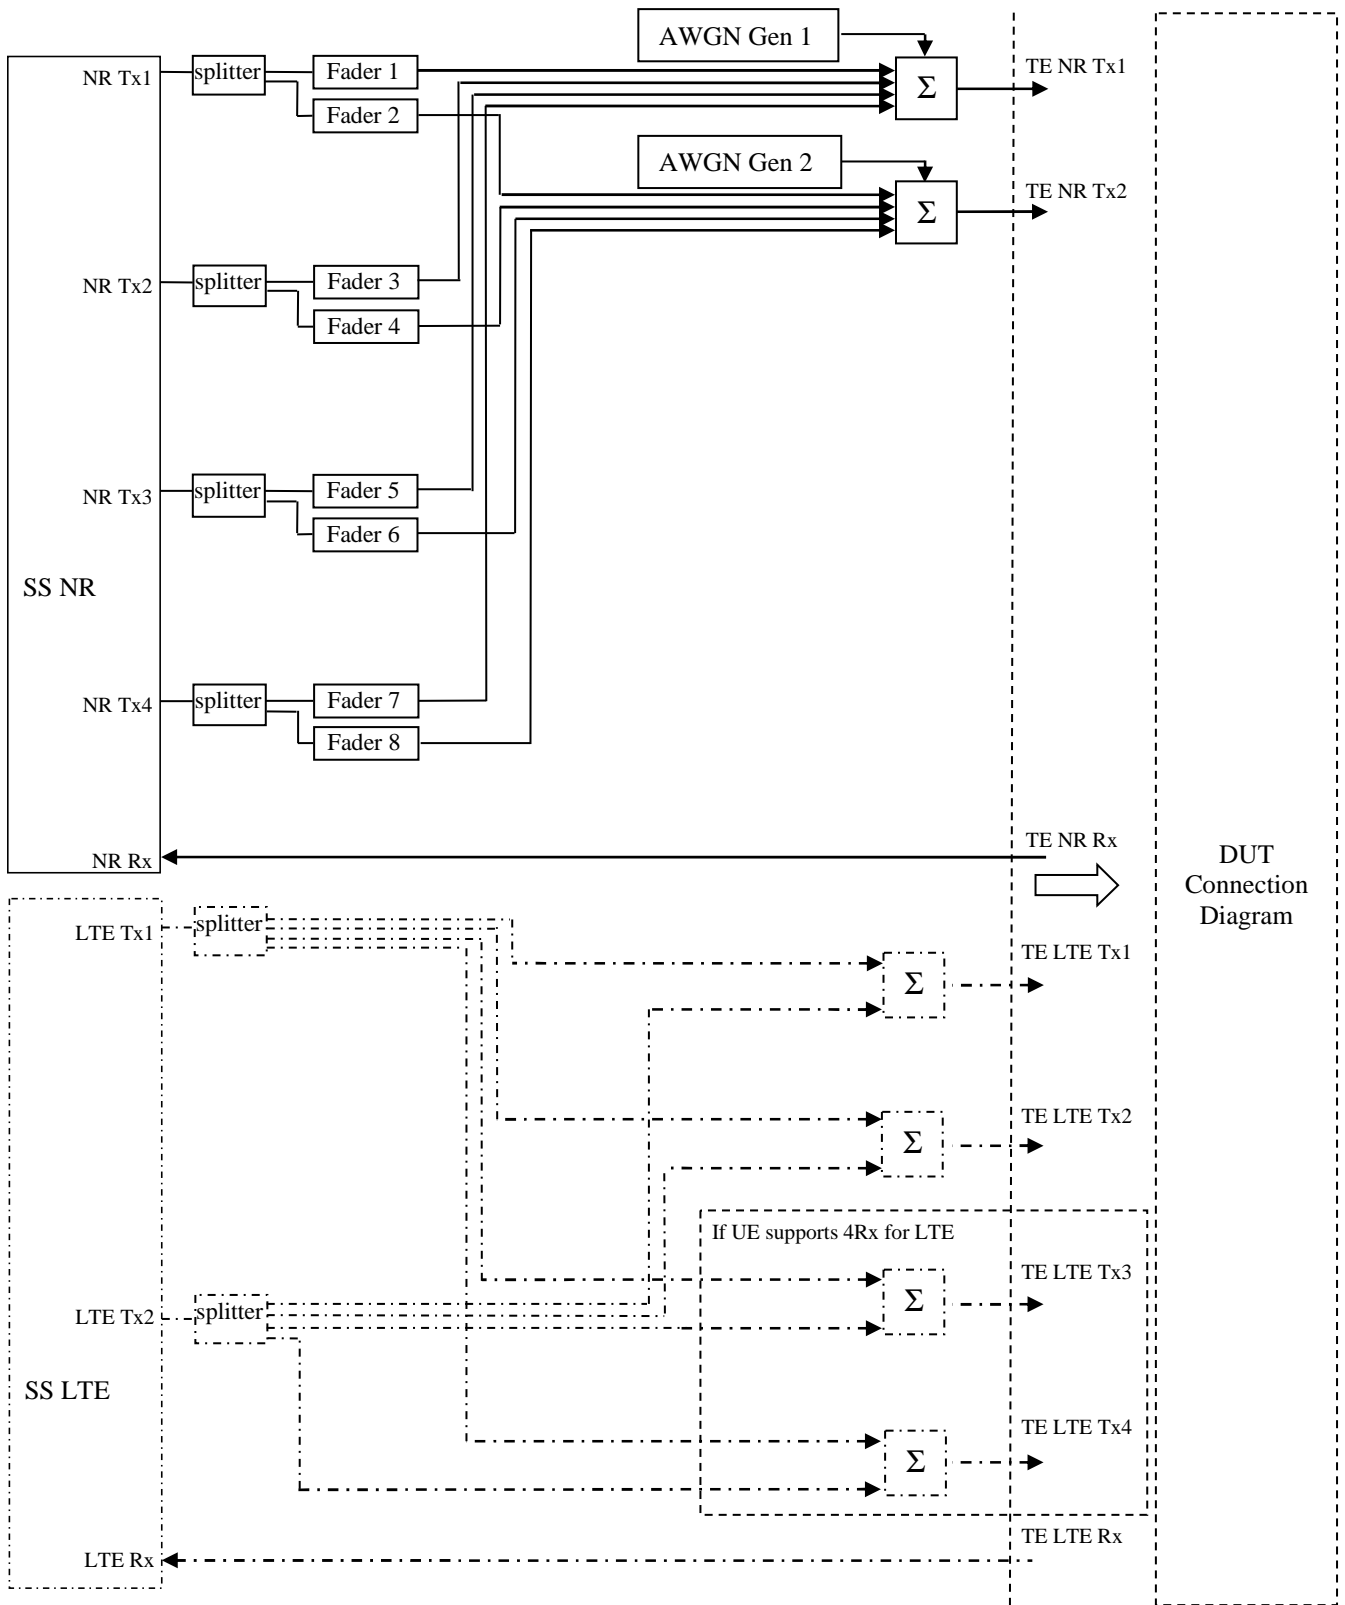 AWGN Gen 1
NR Tx1
splitter
Fader 1
Fader 2
Σ
TE NR Tx1
AWGN Gen 2
Σ
TE NR Tx2
NR Tx2
splitter
Fader 3
Fader 4
NR Tx3
splitter
Fader 5
Fader 6
SS NR
NR Tx4
splitter
Fader 7
Fader 8
NR Rx
TE NR Rx
DUT
Connection
Diagram
LTE Tx1
splitter
Σ
TE LTE Tx1
Σ
TE LTE Tx2
If UE supports 4Rx for LTE
LTE Tx2
splitter
Σ
TE LTE Tx3
SS LTE
Σ
TE LTE Tx4
LTE Rx
TE LTE Rx